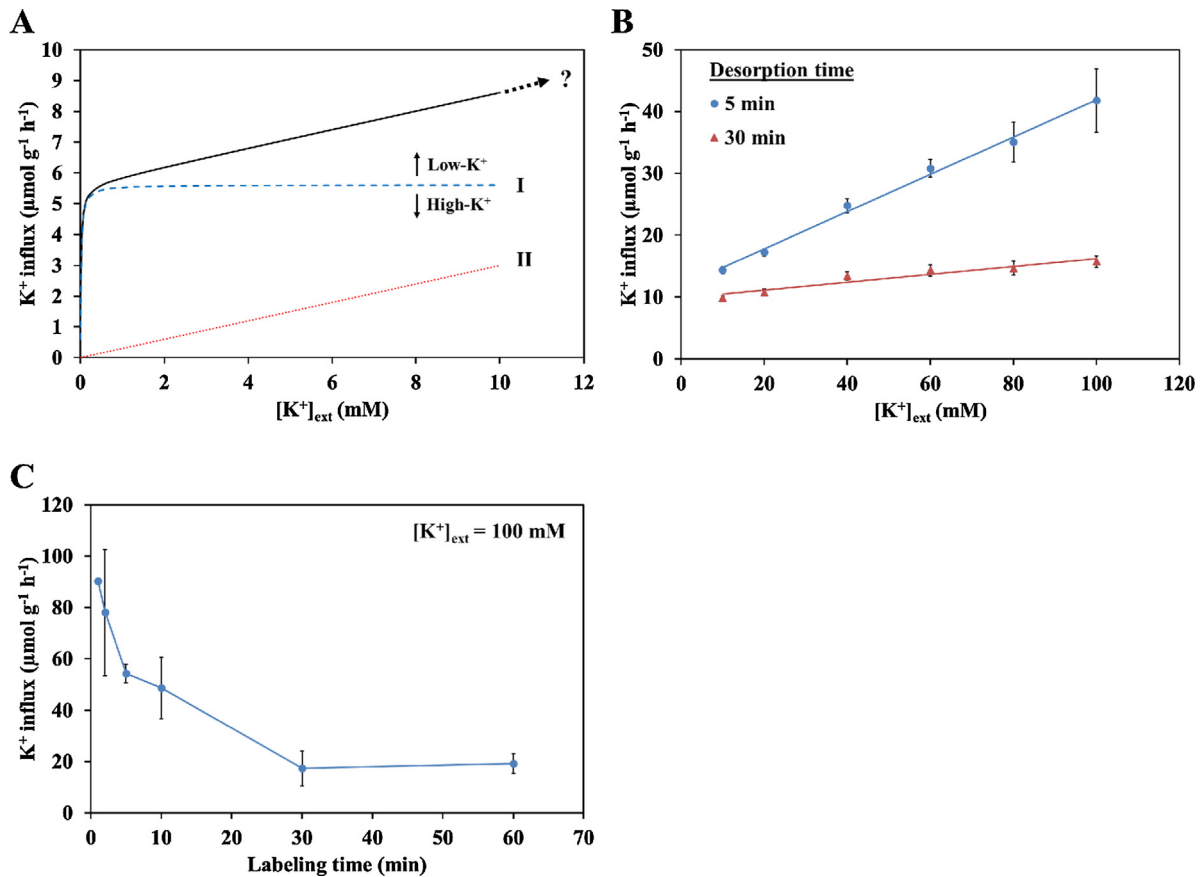 A
K⁺ influx (µmol g⁻¹ h⁻¹)
10
9
8
7
6
5
4
3
2
1
0
?
Low-K⁺
I
High-K⁺
II
0 2 4 6 8 10 12
[K⁺]ext (mM)
B
K⁺ influx (µmol g⁻¹ h⁻¹)
50
40
30
20
10
0
Desorption time
5 min
30 min
0 20 40 60 80 100 120
[K⁺]ext (mM)
C
K⁺ influx (µmol g⁻¹ h⁻¹)
120
100
80
60
40
20
0
[K⁺]ext = 100 mM
0 10 20 30 40 50 60 70
Labeling time (min)